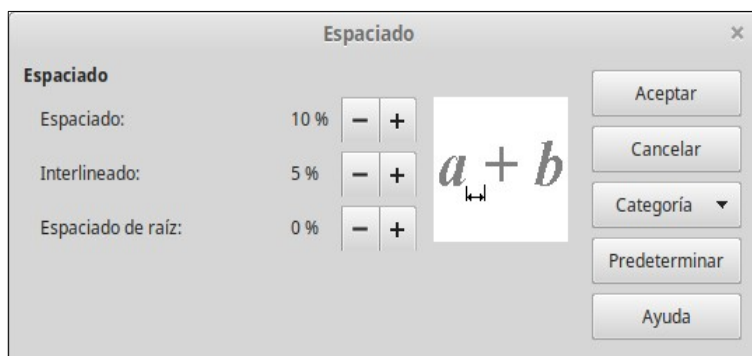 Espaciado
Espaciado
Espaciado: 10 %
Interlineado: 5 %
Espaciado de raíz: 0 %
a + b
Aceptar
Cancelar
Categoría
Predeterminar
Ayuda